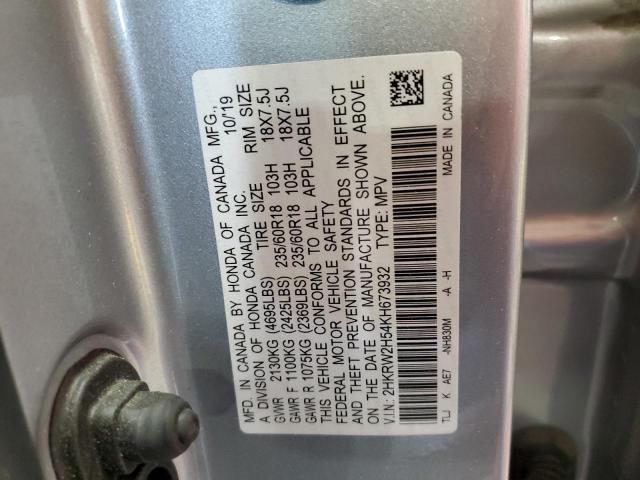 MFD. IN CANADA BY HONDA OF CANADA MFG.,
A DIVISION OF HONDA CANADA INC. 10/19
TIRE SIZE RIM SIZE
GVWR 2130KG (4695LBS) 235/60R18 103H 18X7.5J
GAWR F 1100KG (2425LBS) 235/60R18 103H 18X7.5J
GAWR R 1075KG (2369LBS)
THIS VEHICLE CONFORMS TO ALL APPLICABLE
FEDERAL MOTOR VEHICLE SAFETY
AND THEFT PREVENTION STANDARDS IN EFFECT
ON THE DATE OF MANUFACTURE SHOWN ABOVE.
V.I.N.: 2HKRW2H54KH673932 TYPE: MPV
TLJ K AE7 -NH830M -A -H MADE IN CANADA